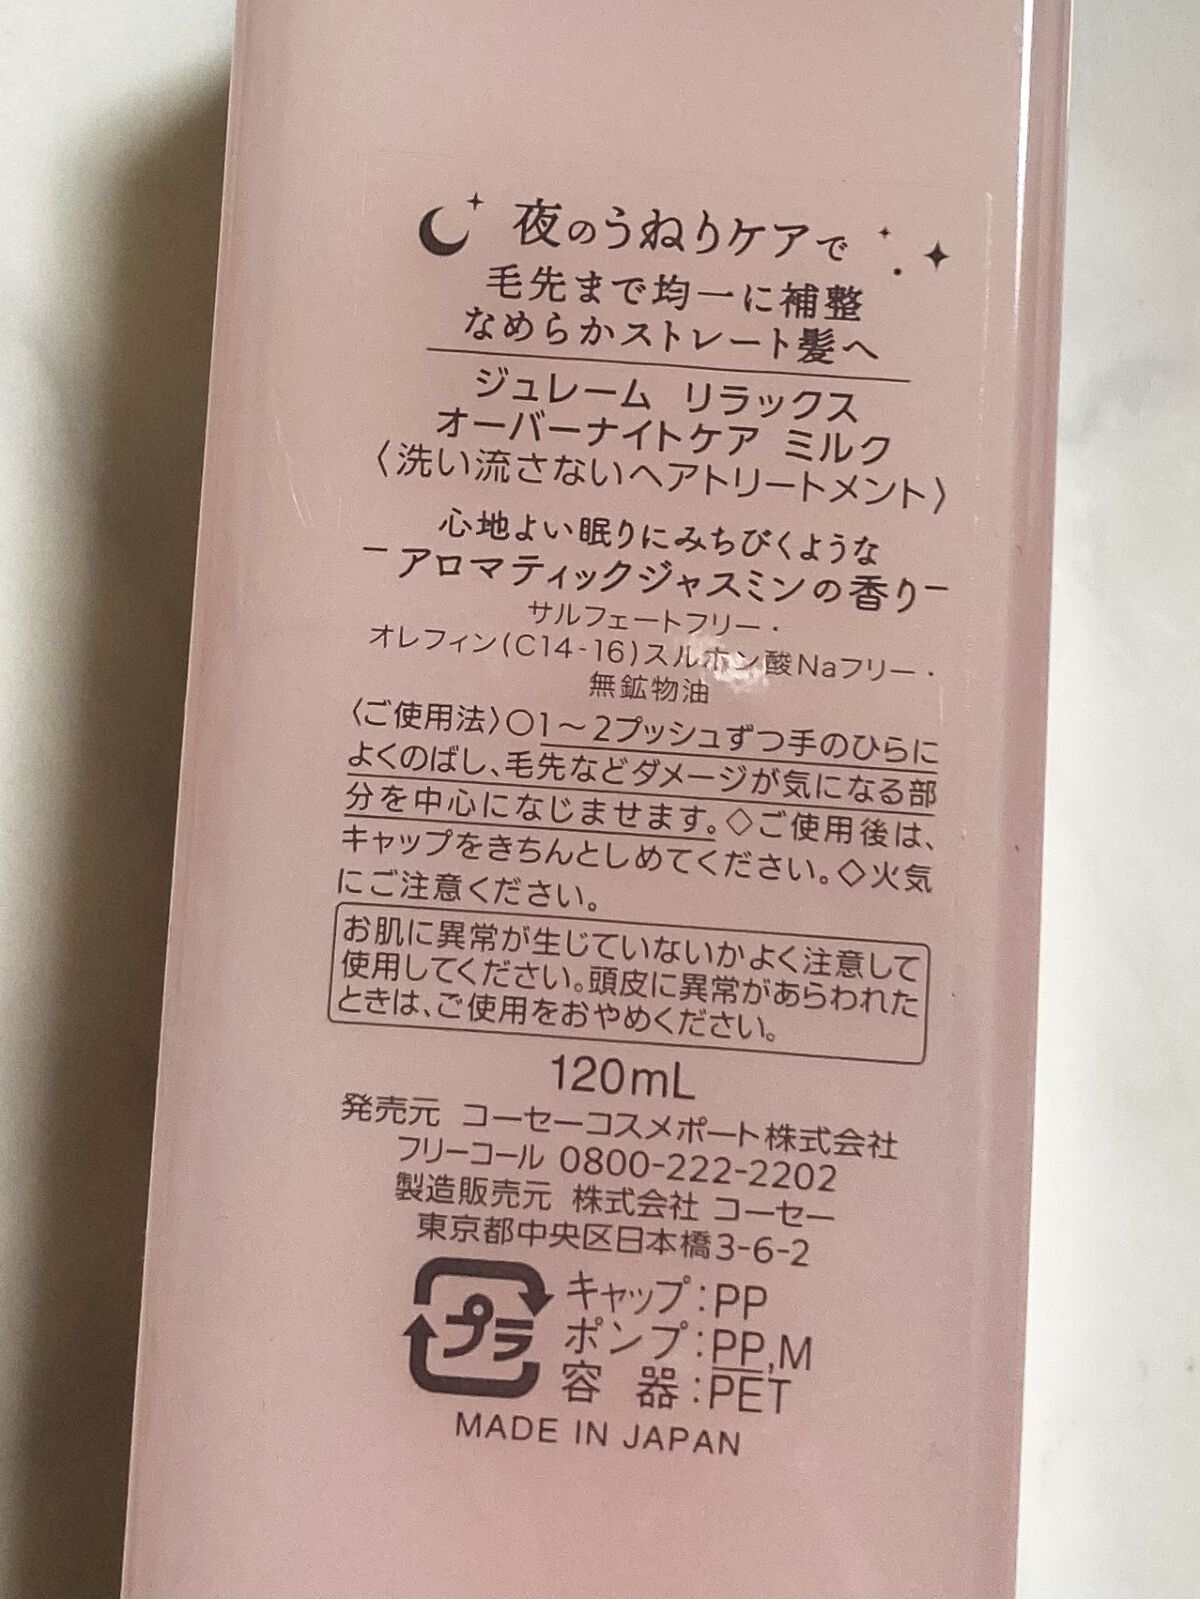 夜のうねりケアで
毛先まで均一に補整
なめらかストレート髪へ
ジュレーム リラックス
オーバーナイトケア ミルク
〈洗い流さないヘアトリートメント〉
心地よい眠りにみちびくような
−アロマティックジャスミンの香り−
サルフェートフリー・
オレフィン(C14-16)スルホン酸Naフリー・
無鉱物油
〈ご使用法〉○1〜2プッシュずつ手のひらに
よくのばし、毛先などダメージが気になる部
分を中心になじませます。◇ご使用後は、
キャップをきちんとしめてください。◇火気
にご注意ください。
お肌に異常が生じていないかよく注意して
使用してください。頭皮に異常があらわれた
ときは、ご使用をおやめください。
120mL
発売元 コーセーコスメポート株式会社
フリーコール 0800-222-2202
製造販売元 株式会社 コーセー
東京都中央区日本橋3-6-2
プラ
キャップ:PP
ポンプ:PP,M
容器:PET
MADE IN JAPAN